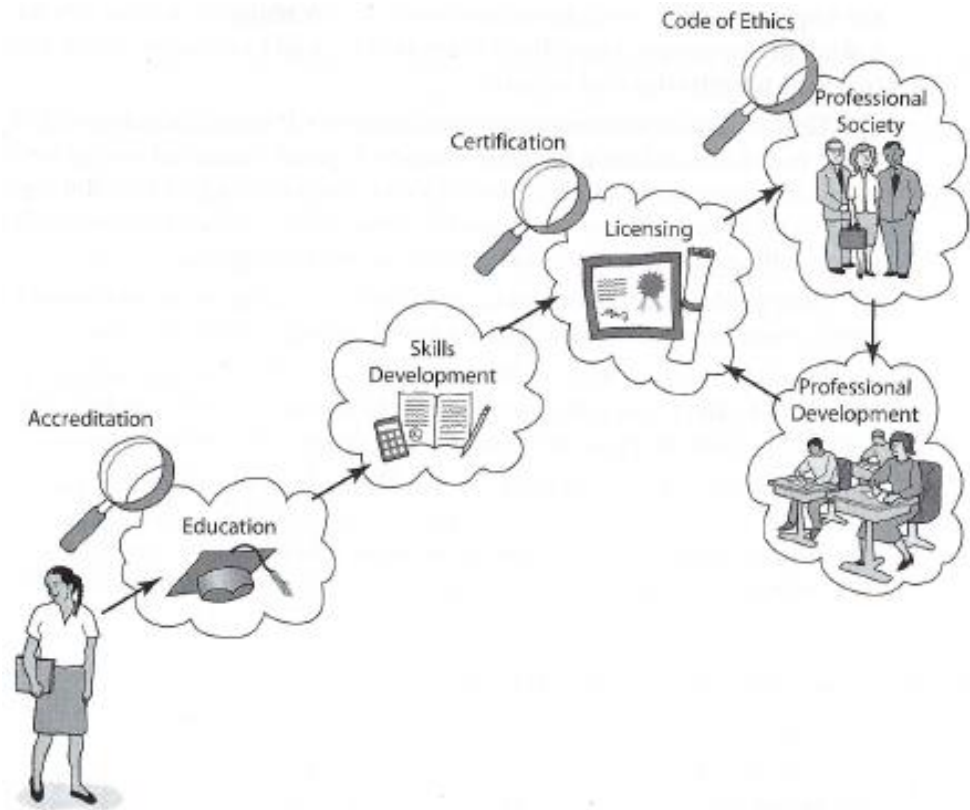 Code of Ethics
Professional
Society
Certification
Licensing
Skills
Development
Professional
Development
Accreditation
Education